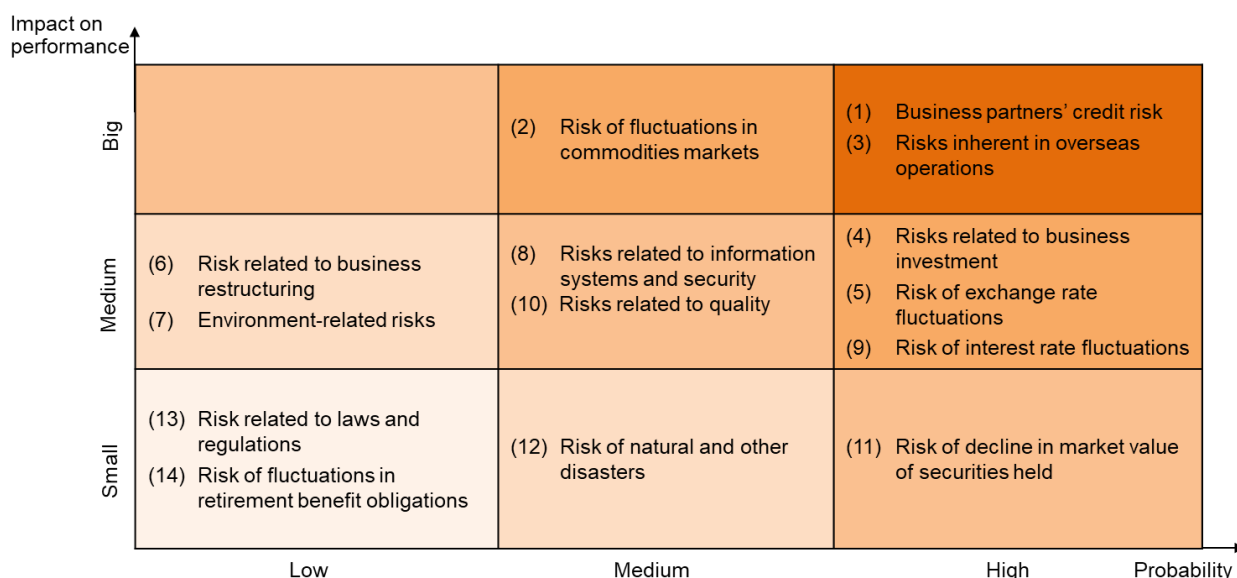 Impact on
performance
Big
(2) Risk of fluctuations in
commodities markets
(1) Business partners’ credit risk
(3) Risks inherent in overseas
operations
Medium
(6) Risk related to business
restructuring
(7) Environment-related risks
(8) Risks related to information
systems and security
(10) Risks related to quality
(4) Risks related to business
investment
(5) Risk of exchange rate
fluctuations
(9) Risk of interest rate fluctuations
Small
(13) Risk related to laws and
regulations
(14) Risk of fluctuations in
retirement benefit obligations
(12) Risk of natural and other
disasters
(11) Risk of decline in market value
of securities held
Low
Medium
High
Probability